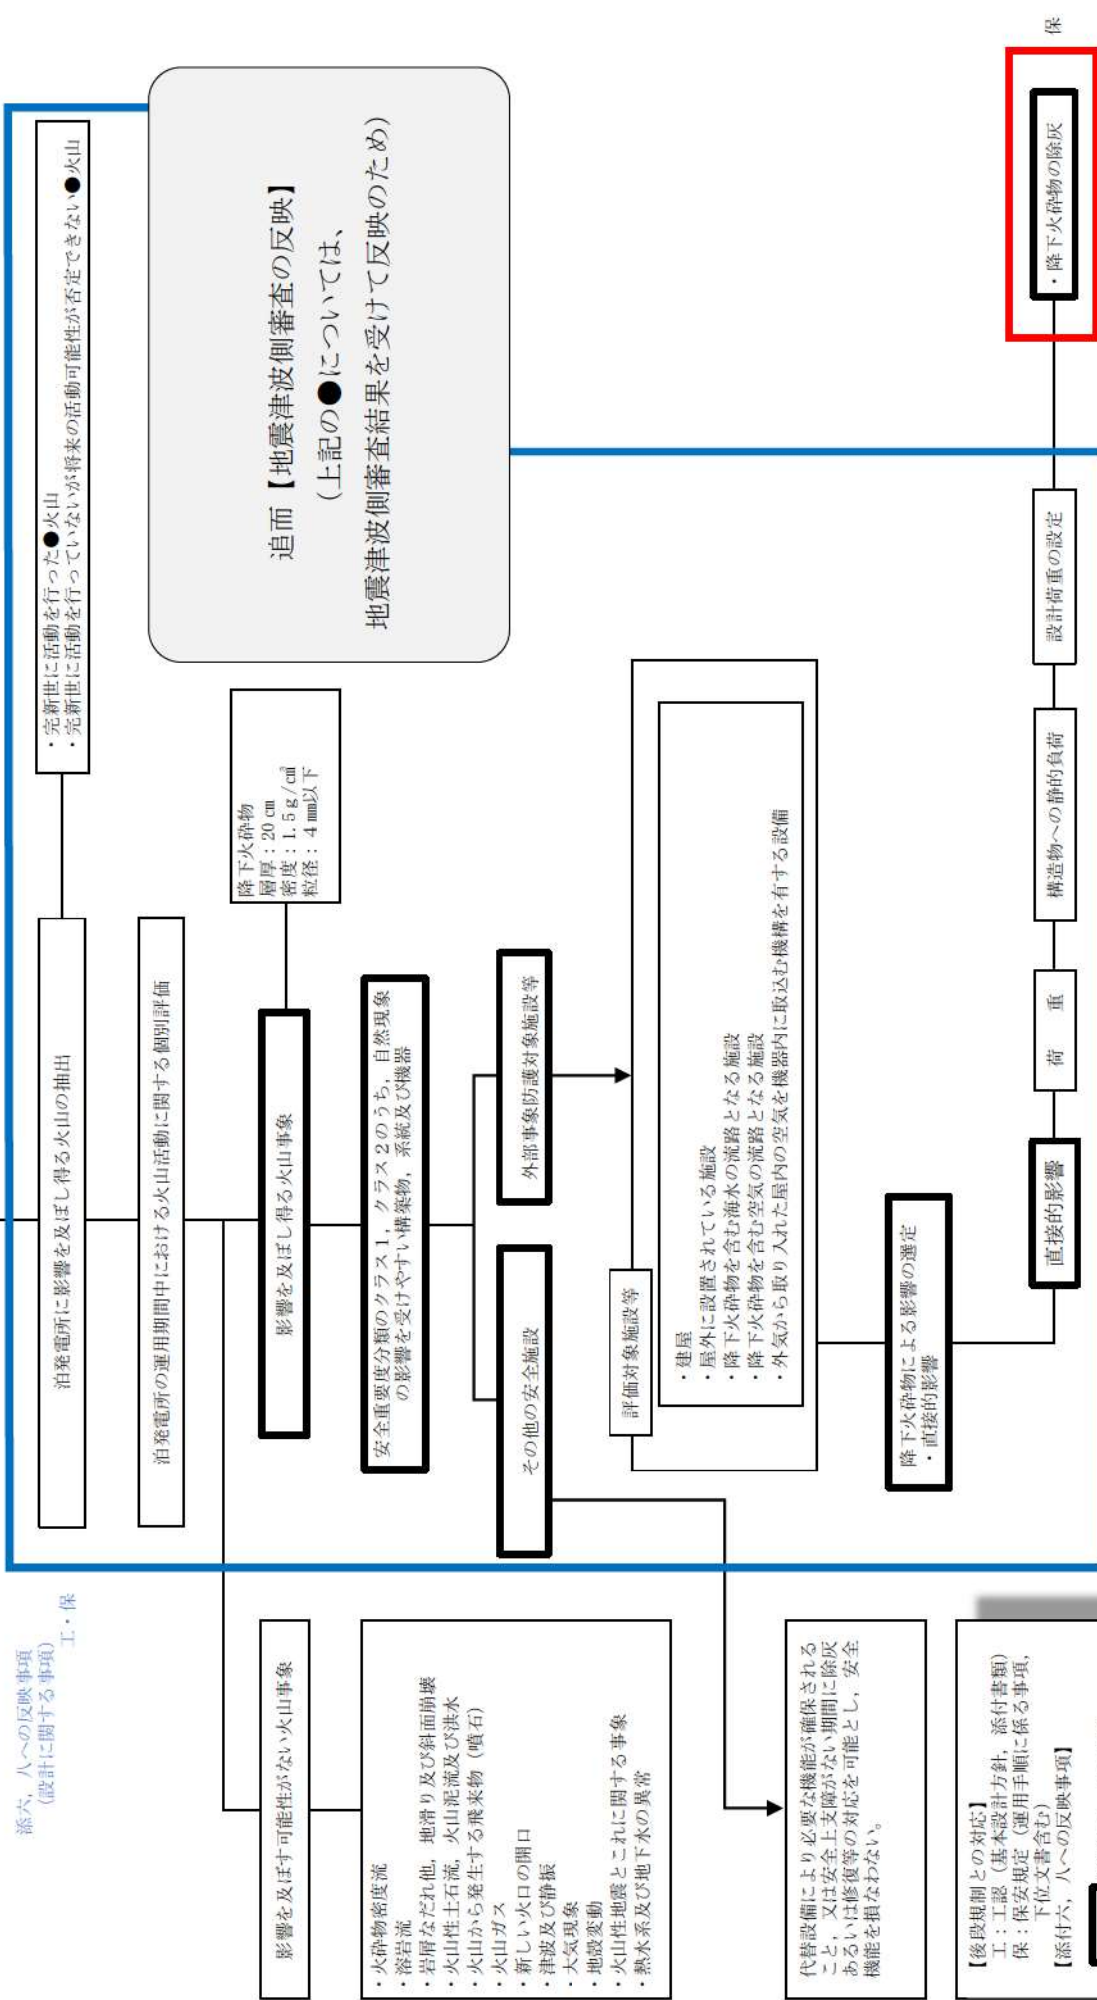 添六，八への反映事項
(設計に関する事項)
工・保
泊発電所に影響を及ぼし得る火山の抽出
・完新世に活動を行った●火山
・完新世に活動を行っていないが将来の活動可能性が否定できない●火山
泊発電所の運用期間中における火山活動に関する個別評価
追而【地震津波側審査の反映】
(上記の●については、
地震津波側審査結果を受けて反映のため)
影響を及ぼす可能性がない火山事象
影響を及ぼし得る火山事象
降下火砕物
層厚：20 cm
密度：1.5ｇ/cm³
粒径：４㎜以下
・火砕物密度流
・溶岩流
・岩屑なだれ他，地滑り及び斜面崩壊
・火山性土石流，火山泥流及び洪水
・火山から発生する飛来物（噴石）
・火山ガス
・新しい火口の開口
・津波及び静振
・大気現象
・地殻変動
・火山性地震とこれに関する事象
・熱水系及び地下水の異常
安全重要度分類のクラス１，クラス２のうち，自然現象
の影響を受けやすい構築物，系統及び機器
その他の安全施設
外部事象防護対象施設等
評価対象施設等
・建屋
・屋外に設置されている施設
・降下火砕物を含む海水の流路となる施設
・降下火砕物を含む空気の流路となる施設
・外気から取り入れた屋内の空気を機器内に取込む機構を有する設備
代替設備により必要な機能が確保される
こと，又は安全上支障がない期間に除灰
あるいは修復等の対応を可能とし，安全
機能を損なわない。
降下火砕物による影響の選定
・直接的影響
直接的影響
荷　重
構造物への静的負荷
設計荷重の設定
・降下火砕物の除灰
保
【後段規制との対応】
工：工認（基本設計方針，添付書類）
保：保安規定（運用手順に係る事項，
下位文書含む）
【添付六，八への反映事項】